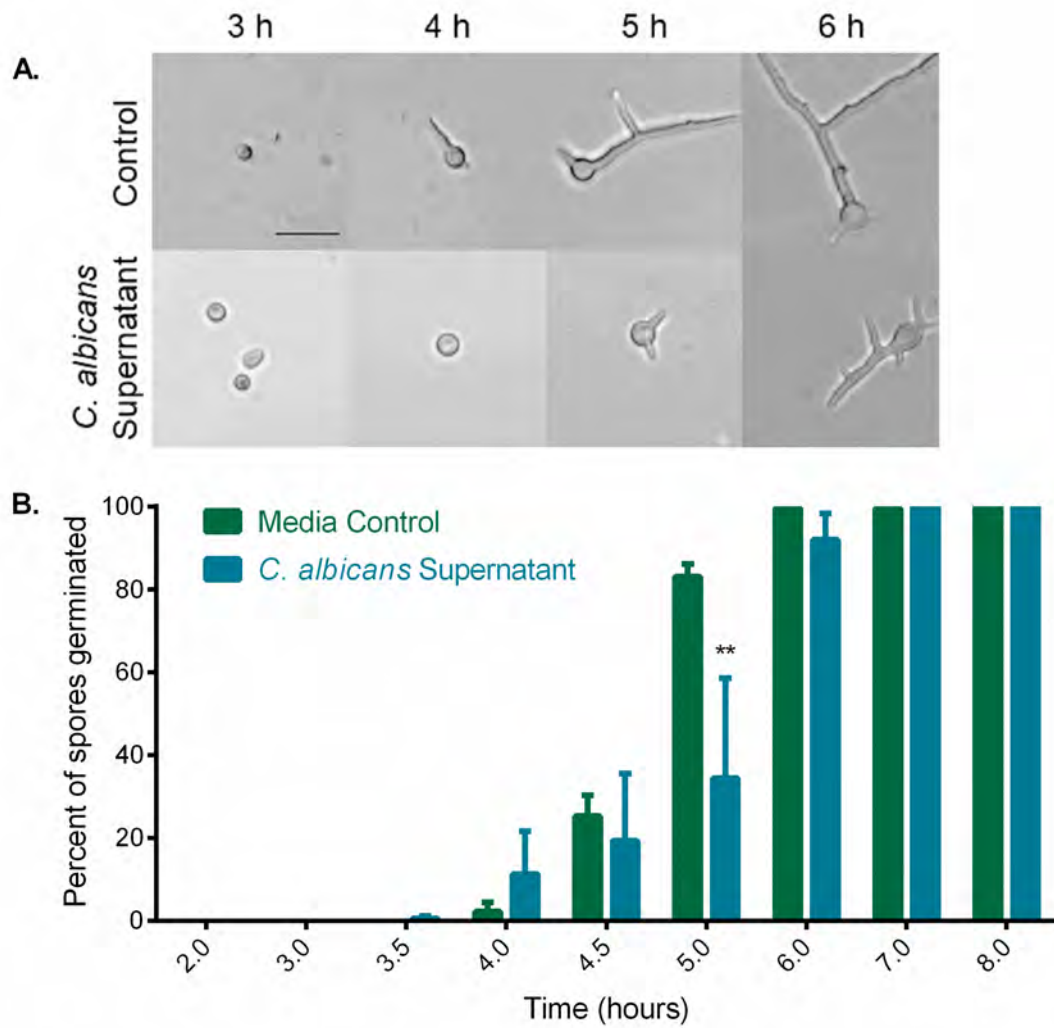 3 h 4 h 5 h 6 h
A.
Control
C. albicans
Supernatant
B.
Media Control
C. albicans Supernatant
Percent of spores germinated
100
80
60
40
20
0
**
2.0 3.0 3.5 4.0 4.5 5.0 6.0 7.0 8.0
Time (hours)